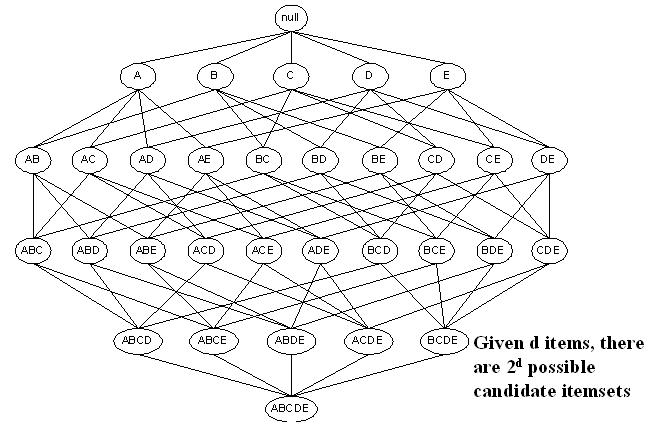 null
A B C D E
AB AC AD AE BC BD BE CD CE DE
ABC ABD ABE ACD ACE ADE BCD BCE BDE CDE
ABCD ABCE ABDE ACDE BCDE
Given d items, there
are 2ᵈ possible
candidate itemsets
ABCDE